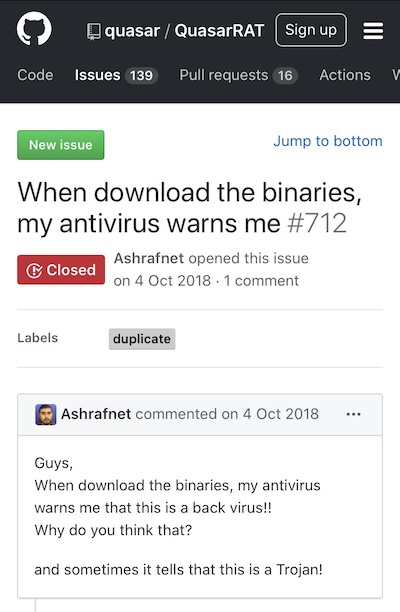 quasar / QuasarRAT Sign up
Code Issues 139 Pull requests 16 Actions
New issue Jump to bottom
When download the binaries,
my antivirus warns me #712
Closed Ashrafnet opened this issue
on 4 Oct 2018 · 1 comment
Labels duplicate
Ashrafnet commented on 4 Oct 2018 ···
Guys,
When download the binaries, my antivirus
warns me that this is a back virus!!
Why do you think that?
and sometimes it tells that this is a Trojan!